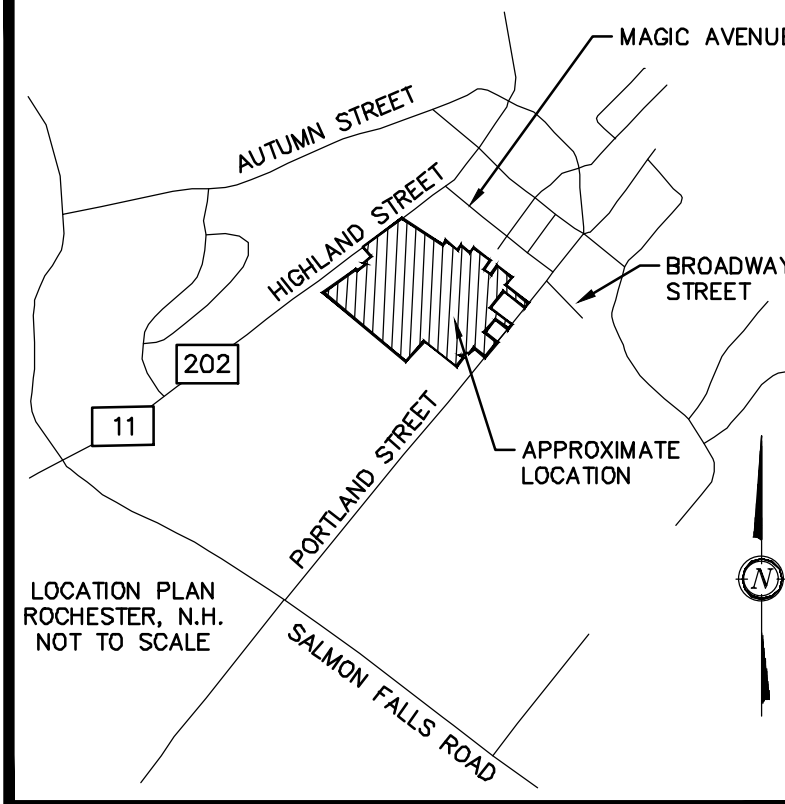 MAGIC AVENUE
AUTUMN STREET
HIGHLAND STREET
BROADWAY
STREET
202
11
APPROXIMATE
LOCATION
PORTLAND STREET
N
LOCATION PLAN
ROCHESTER, N.H.
NOT TO SCALE
SALMON FALLS ROAD